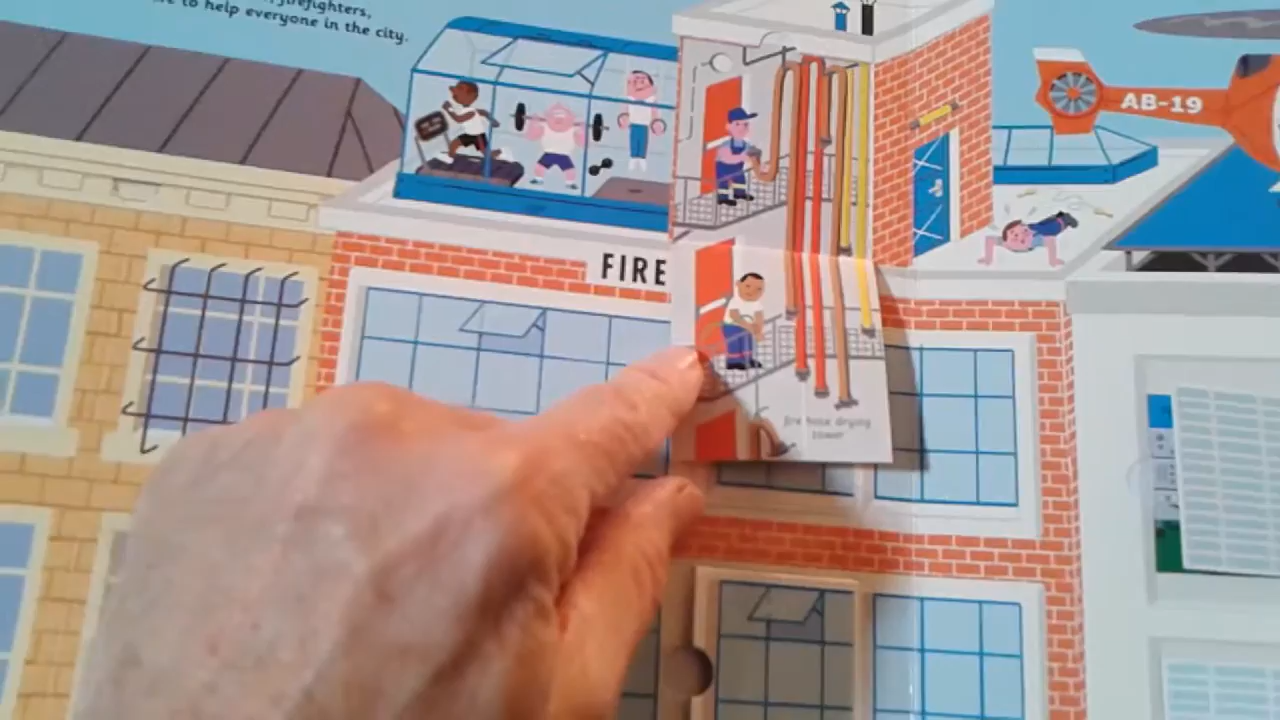 firefighters,
to help everyone in the city.
AB-19
FIRE
fire hose drying
tower